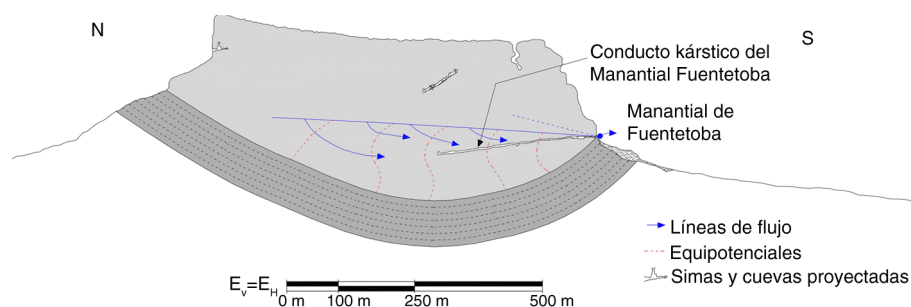 N
S
Conducto kárstico del
Manantial Fuentetoba
Manantial de
Fuentetoba
Líneas de flujo
Equipotenciales
Simas y cuevas proyectadas
Ev=EH
0 m 100 m 250 m 500 m